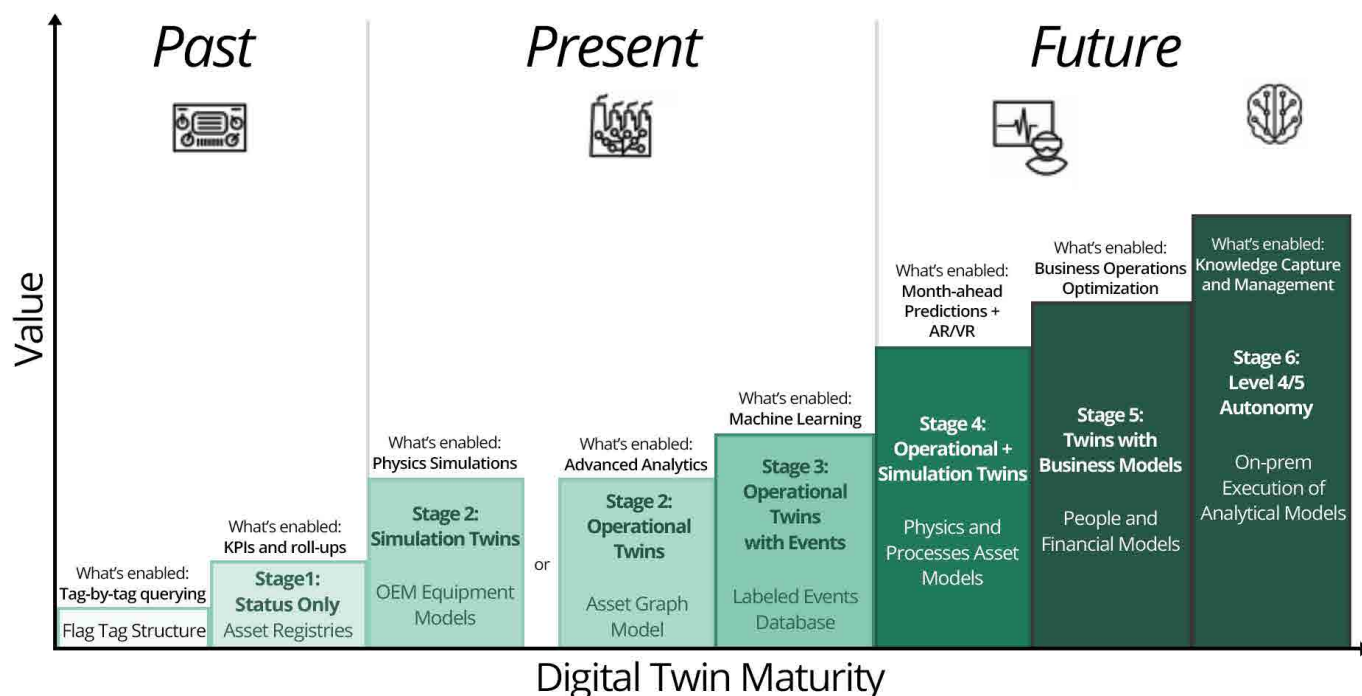 Past
Present
Future
What's enabled:
Tag-by-tag querying
Flag Tag Structure
What's enabled:
KPIs and roll-ups
Stage1:
Status Only
Asset Registries
What's enabled:
Physics Simulations
Stage 2:
Simulation Twins
OEM Equipment
Models
or
What's enabled:
Advanced Analytics
Stage 2:
Operational
Twins
Asset Graph
Model
What's enabled:
Machine Learning
Stage 3:
Operational
Twins
with Events
Labeled Events
Database
What's enabled:
Month-ahead
Predictions +
AR/VR
Stage 4:
Operational +
Simulation Twins
Physics and
Processes Asset
Models
What's enabled:
Business Operations
Optimization
Stage 5:
Twins with
Business Models
People and
Financial Models
What's enabled:
Knowledge Capture
and Management
Stage 6:
Level 4/5
Autonomy
On-prem
Execution of
Analytical Models
Value
Digital Twin Maturity